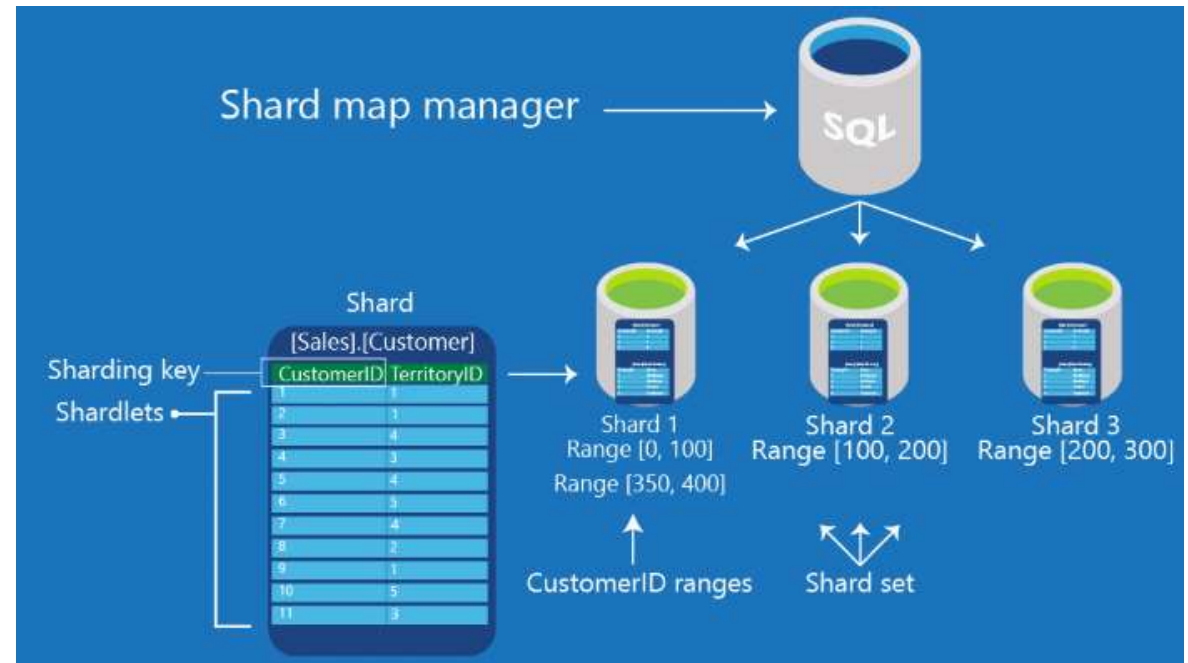 Shard map manager
SQL
Shard
[Sales].[Customer]
Sharding key
CustomerID TerritoryID
Shardlets
1 1
2 1
3 4
4 3
5 4
6 5
7 4
8 2
9 1
10 5
11 3
Shard 1
Range [0, 100]
Range [350, 400]
Shard 2
Range [100, 200]
Shard 3
Range [200, 300]
CustomerID ranges
Shard set